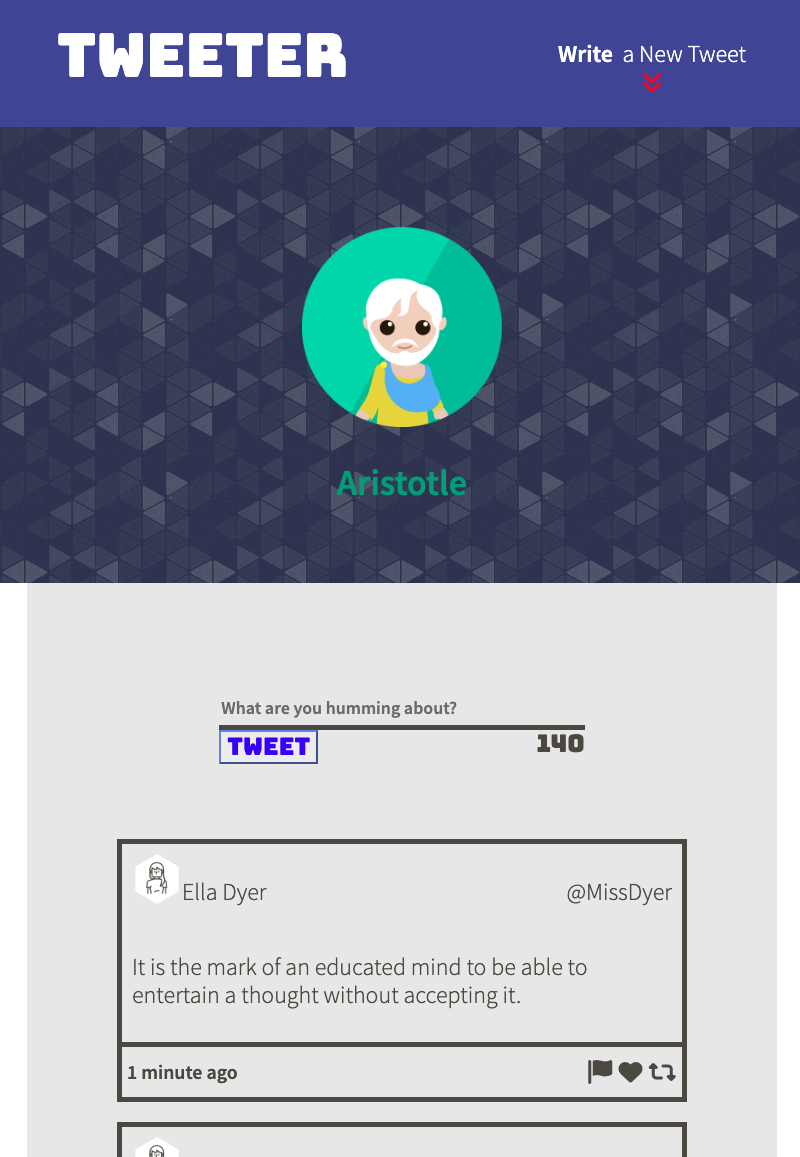 TWEETER
Write a New Tweet
Aristotle
What are you humming about?
TWEET 140
Ella Dyer @MissDyer
It is the mark of an educated mind to be able to
entertain a thought without accepting it.
1 minute ago